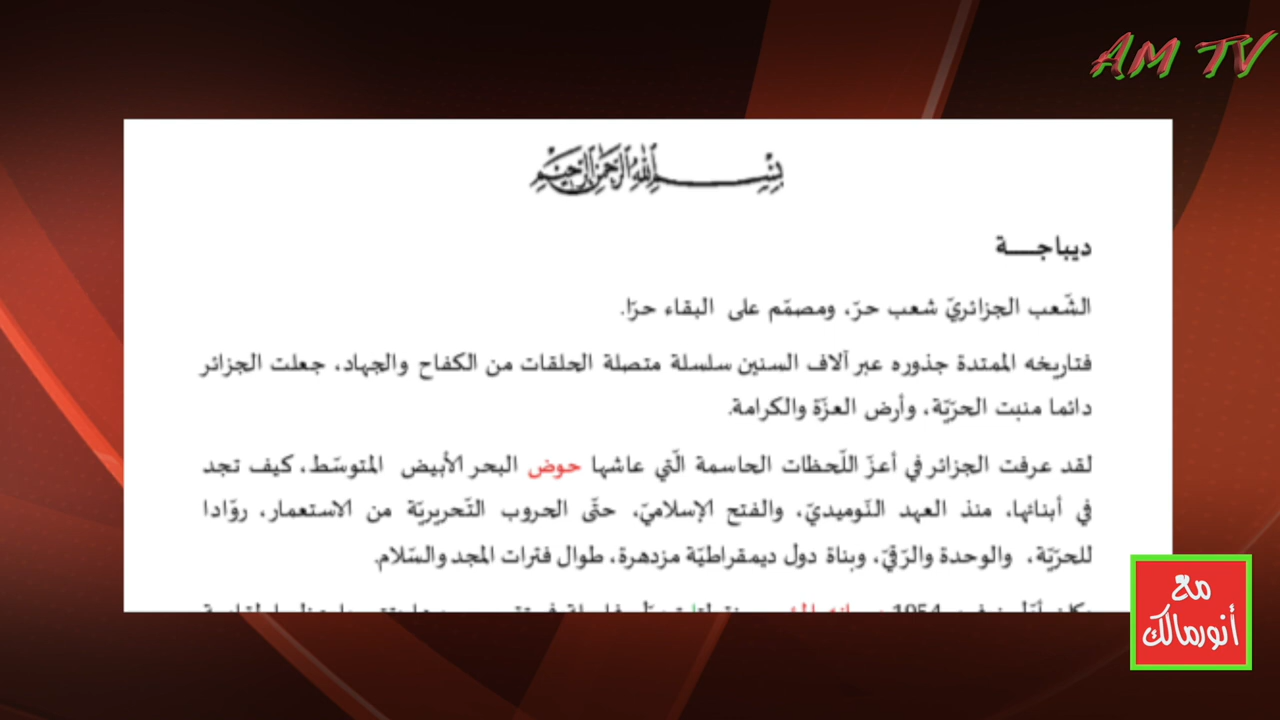 AM TV
بسم الله الرحمن الرحيم
ديباجــــة
الشّعب الجزائريّ شعب حرّ، ومصمّم على البقاء حرّا.
فتاريخه الممتدة جذوره عبر آلاف السنين سلسلة متصلة الحلقات من الكفاح والجهاد، جعلت الجزائر
دائما منبت الحرّيّة، وأرض العزّة والكرامة.
لقد عرفت الجزائر في أعزّ اللّحظات الحاسمة الّتي عاشها حوض البحر الأبيض المتوسّط، كيف تجد
في أبنائها، منذ العهد النّوميديّ، والفتح الإسلاميّ، حتّى الحروب التّحريريّة من الاستعمار، روّادا
للحرّيّة، والوحدة والرّقيّ، وبناة دول ديمقراطيّة مزدهرة، طوال فترات المجد والسّلام.
1954
مع
أنورمالك